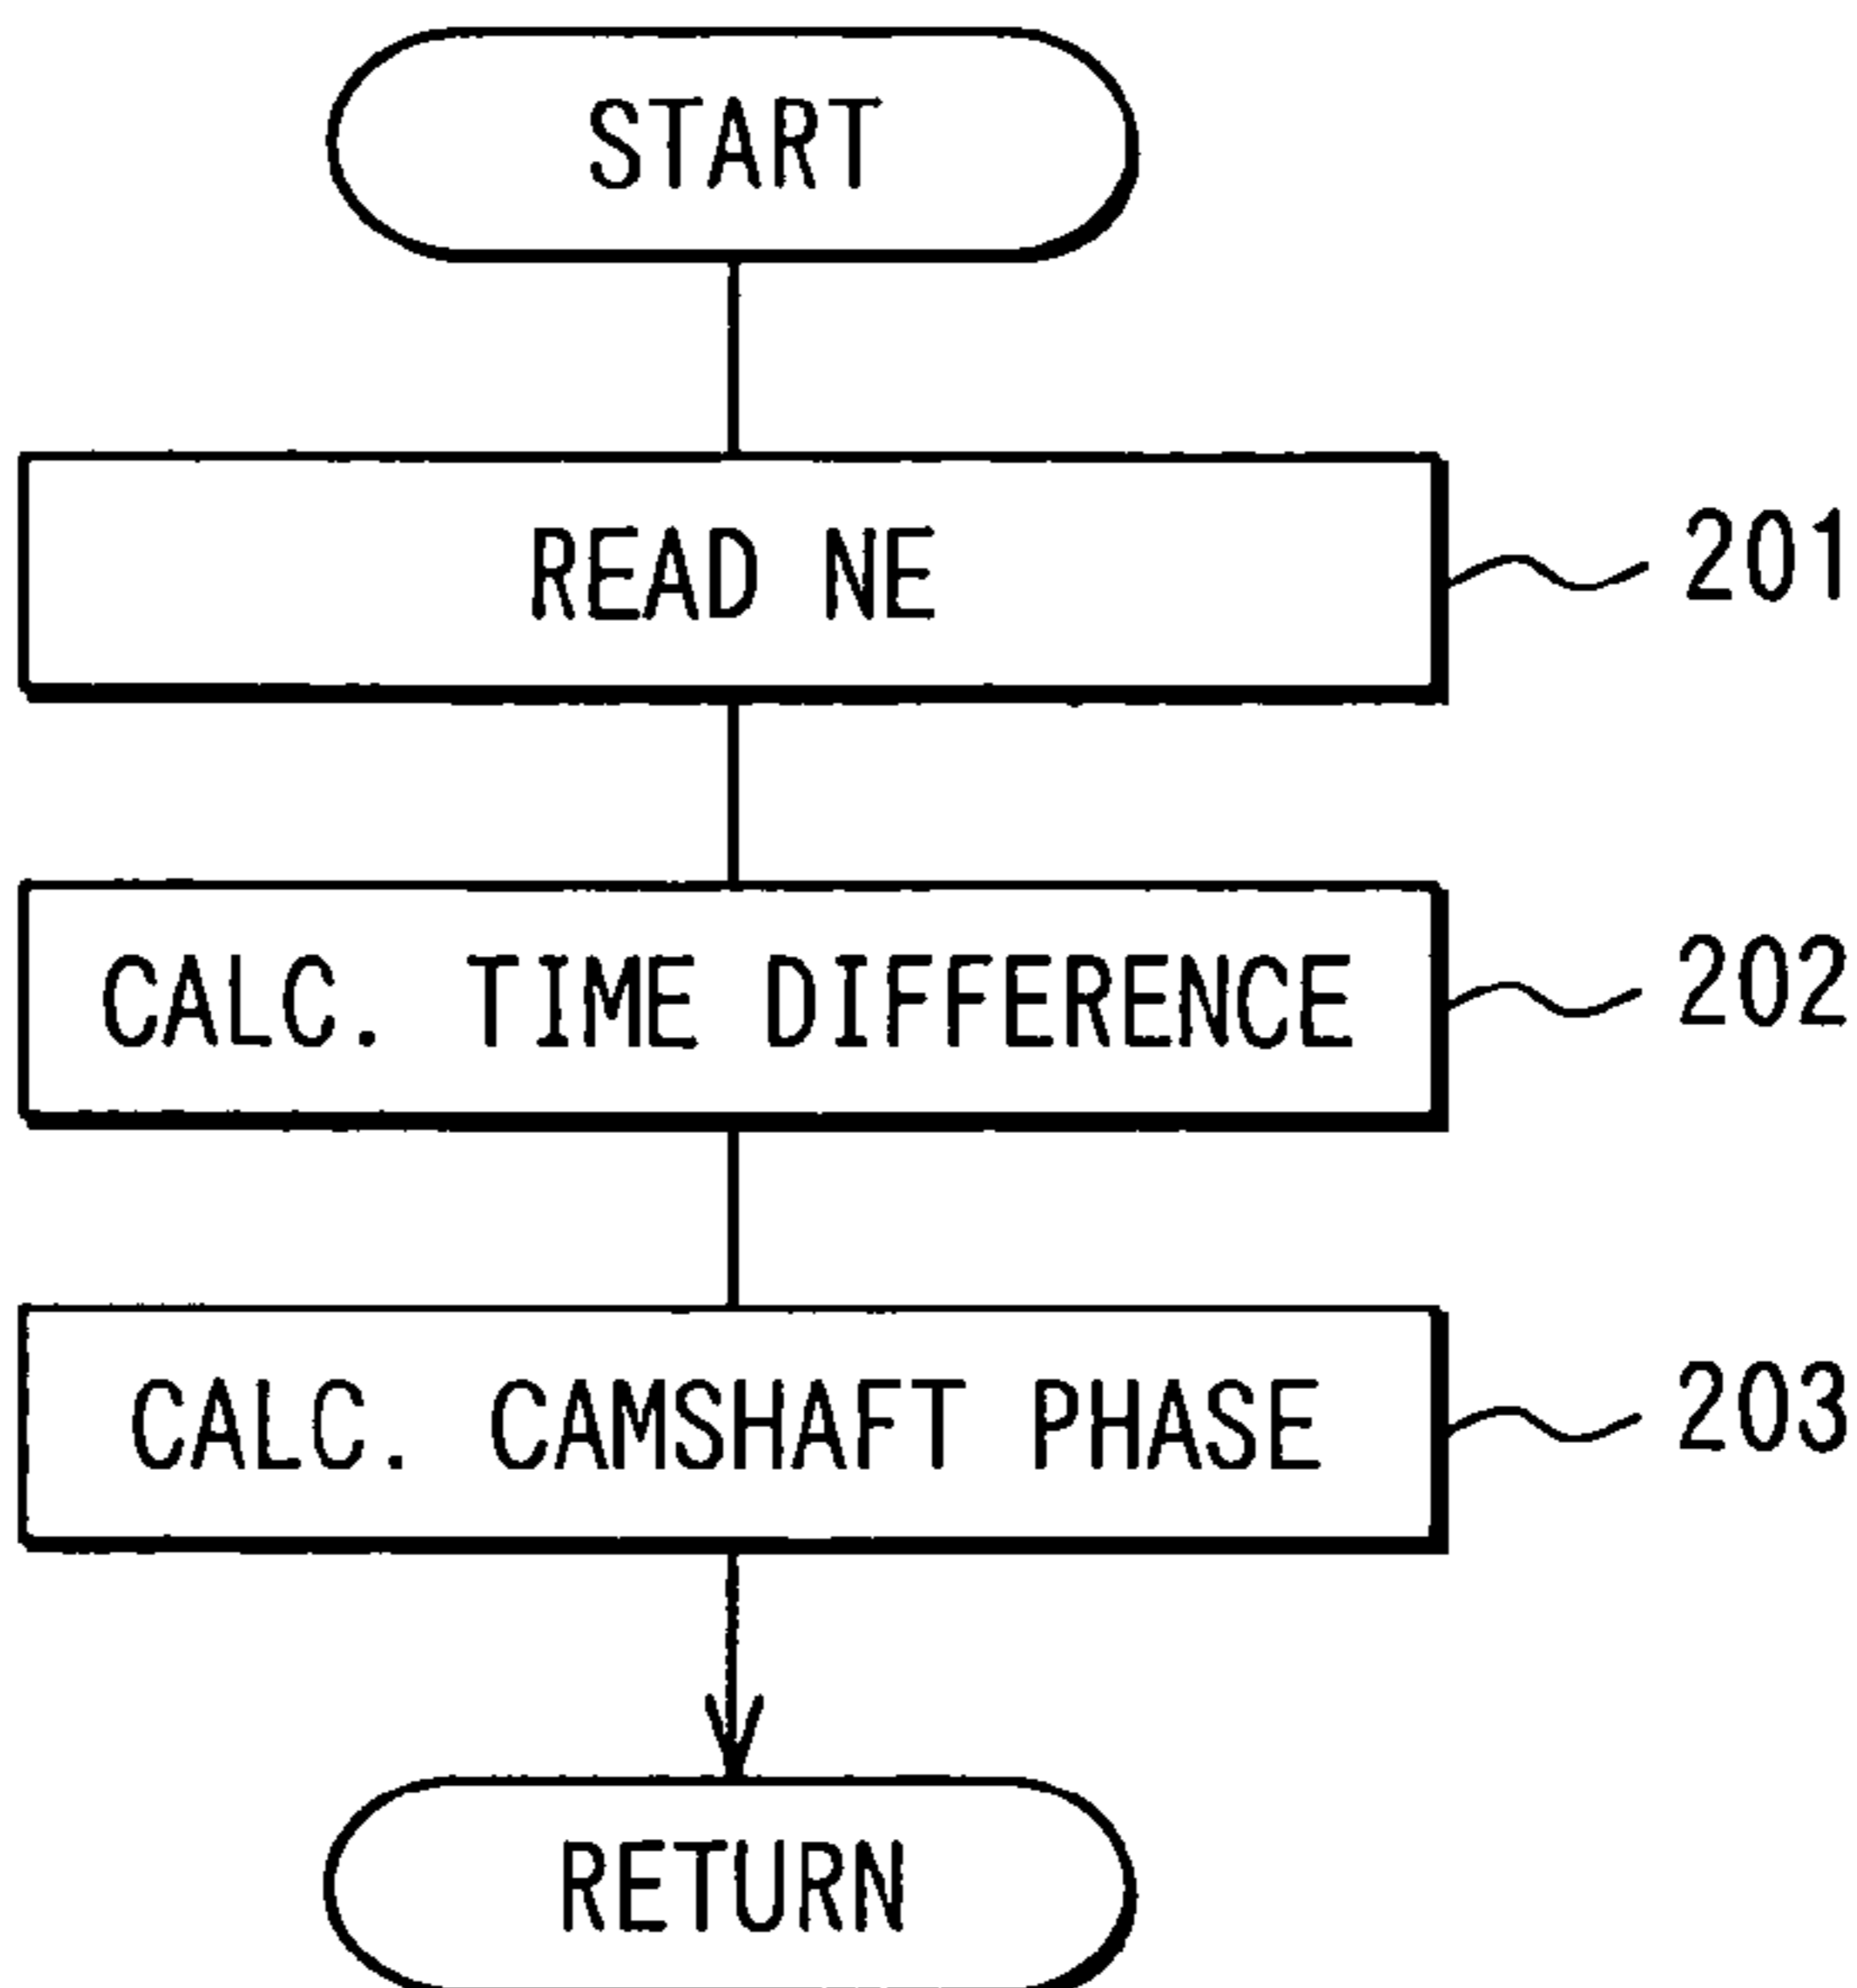 START
READ NE
201
CALC. TIME DIFFERENCE
202
CALC. CAMSHAFT PHASE
203
RETURN